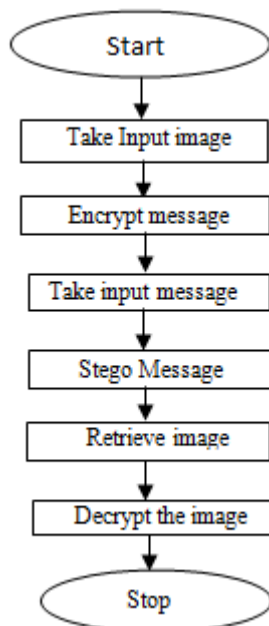 Start
Take Input image
Encrypt message
Take input message
Stego Message
Retrieve image
Decrypt the image
Stop